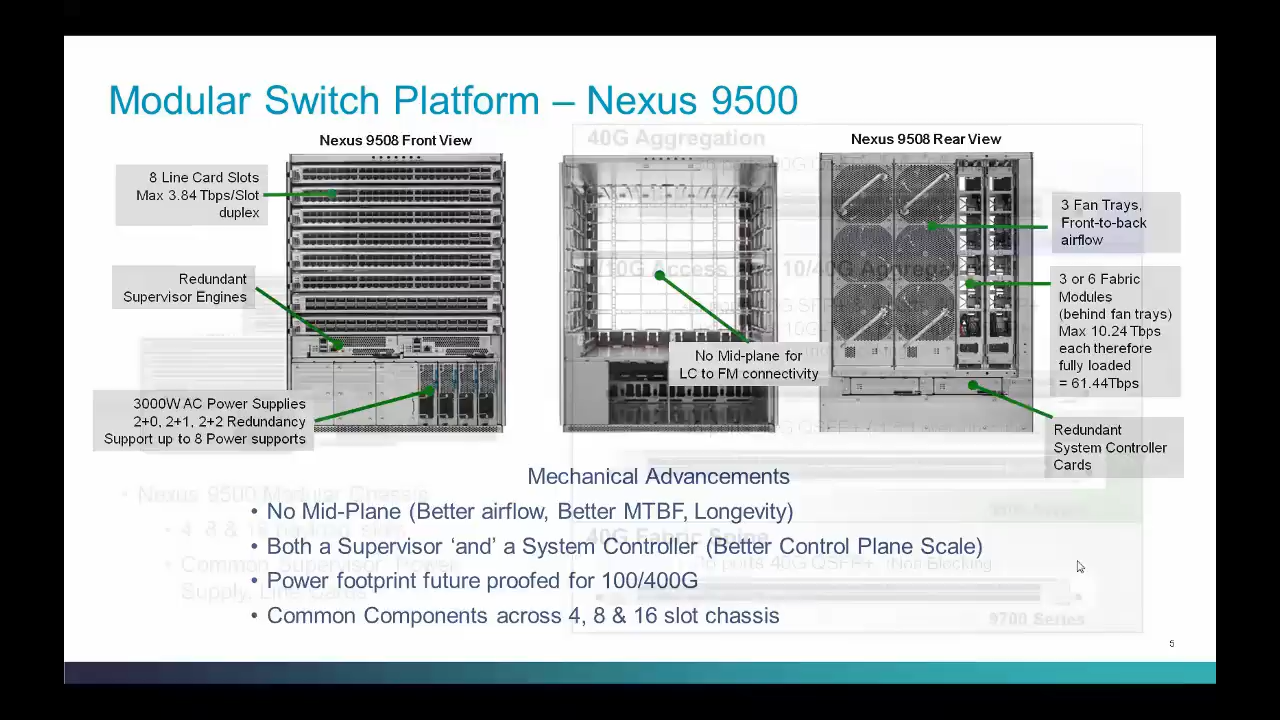 Modular Switch Platform – Nexus 9500
Nexus 9508 Front View
40G Aggregation
Nexus 9508 Rear View
8 Line Card Slots
Max 3.84 Tbps/Slot
duplex
3 Fan Trays,
Front-to-back
airflow
Redundant
Supervisor Engines
10G Access
10/40G Aggregation
3 or 6 Fabric
Modules
(behind fan trays)
Max 10.24 Tbps
each therefore
fully loaded
= 61.44Tbps
No Mid-plane for
LC to FM connectivity
3000W AC Power Supplies
2+0, 2+1, 2+2 Redundancy
Support up to 8 Power supports
Redundant
System Controller
Cards
Mechanical Advancements
• No Mid-Plane (Better airflow, Better MTBF, Longevity)
• Both a Supervisor ‘and’ a System Controller (Better Control Plane Scale)
• Power footprint future proofed for 100/400G
• Common Components across 4, 8 & 16 slot chassis
• Nexus 9500 Modular Chassis
• Common Supervisor, Power
Supply, Line Cards
40G Fabric Spine
ports 40G QSFP+ (Non Blocking
9700 Series
5